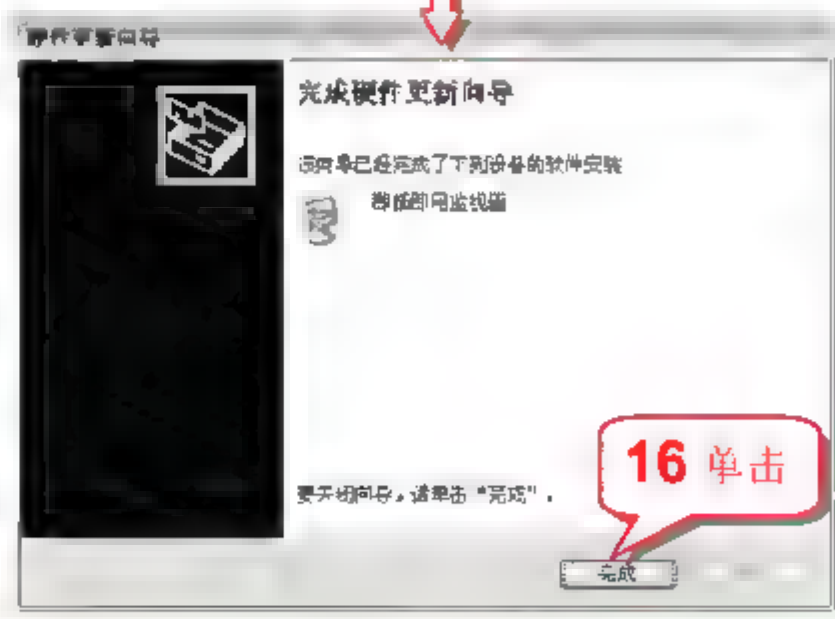 硬件更新向导
完成硬件更新向导
该向导已经完成了下列设备的软件安装
即插即用监视器
要关闭向导，请单击“完成”。
16 单击
完成